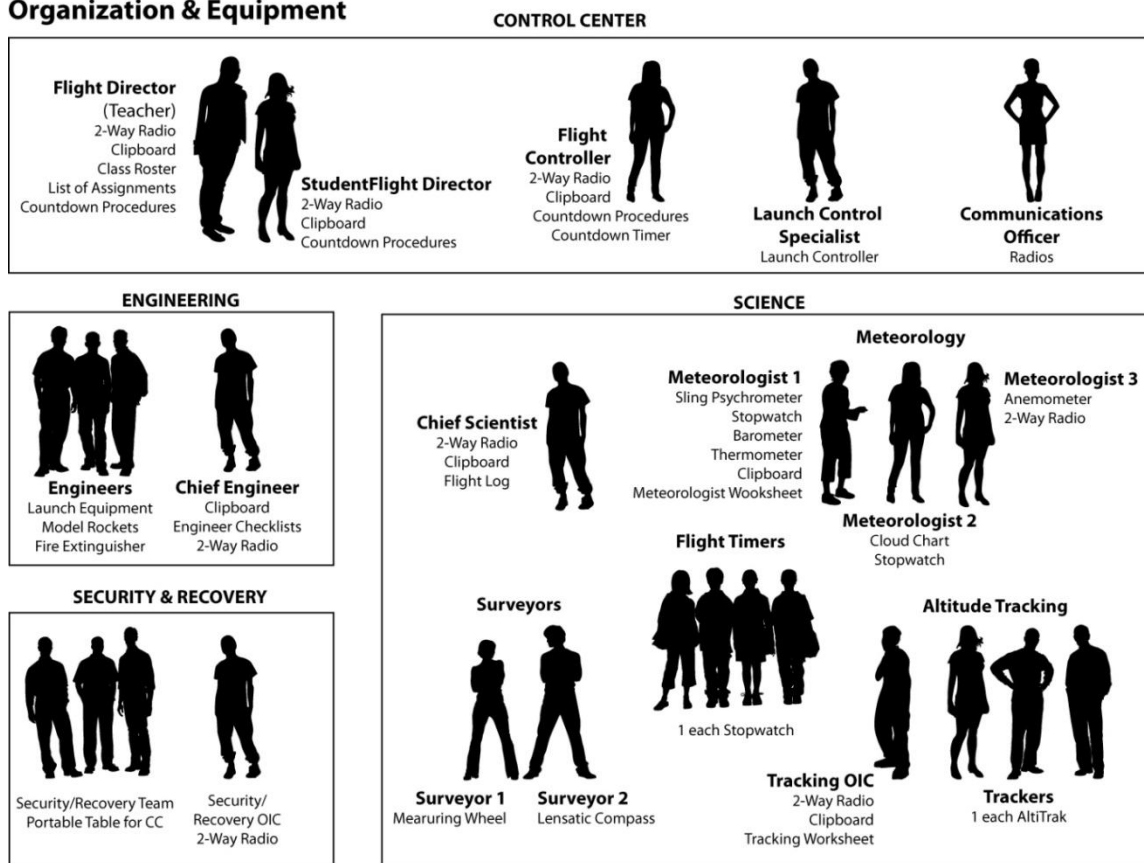 Organization & Equipment
CONTROL CENTER
Flight Director
(Teacher)
2-Way Radio
Clipboard
Class Roster
List of Assignments
Countdown Procedures
StudentFlight Director
2-Way Radio
Clipboard
Countdown Procedures
Flight
Controller
2-Way Radio
Clipboard
Countdown Procedures
Countdown Timer
Launch Control
Specialist
Launch Controller
Communications
Officer
Radios
ENGINEERING
Engineers
Launch Equipment
Model Rockets
Fire Extinguisher
Chief Engineer
Clipboard
Engineer Checklists
2-Way Radio
SECURITY & RECOVERY
Security/Recovery Team
Portable Table for CC
Security/
Recovery OIC
2-Way Radio
SCIENCE
Chief Scientist
2-Way Radio
Clipboard
Flight Log
Meteorology
Meteorologist 1
Sling Psychrometer
Stopwatch
Barometer
Thermometer
Clipboard
Meteorologist Wooksheet
Meteorologist 3
Anemometer
2-Way Radio
Meteorologist 2
Cloud Chart
Stopwatch
Flight Timers
1 each Stopwatch
Surveyors
Surveyor 1
Mearuring Wheel
Surveyor 2
Lensatic Compass
Altitude Tracking
Tracking OIC
2-Way Radio
Clipboard
Tracking Worksheet
Trackers
1 each AltiTrak